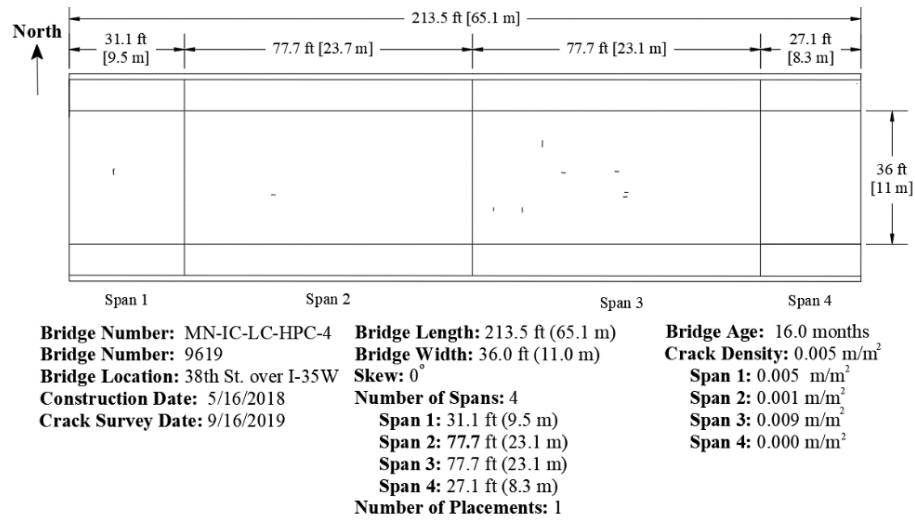 213.5 ft [65.1 m]
North
31.1 ft
[9.5 m]
77.7 ft [23.7 m]
77.7 ft [23.1 m]
27.1 ft
[8.3 m]
36 ft
[11 m]
Span 1
Span 2
Span 3
Span 4
Bridge Number: MN-IC-LC-HPC-4
Bridge Number: 9619
Bridge Location: 38th St. over I-35W
Construction Date: 5/16/2018
Crack Survey Date: 9/16/2019
Bridge Length: 213.5 ft (65.1 m)
Bridge Width: 36.0 ft (11.0 m)
Skew: 0°
Number of Spans: 4
Span 1: 31.1 ft (9.5 m)
Span 2: 77.7 ft (23.1 m)
Span 3: 77.7 ft (23.1 m)
Span 4: 27.1 ft (8.3 m)
Number of Placements: 1
Bridge Age: 16.0 months
Crack Density: 0.005 m/m²
Span 1: 0.005 m/m²
Span 2: 0.001 m/m²
Span 3: 0.009 m/m²
Span 4: 0.000 m/m²